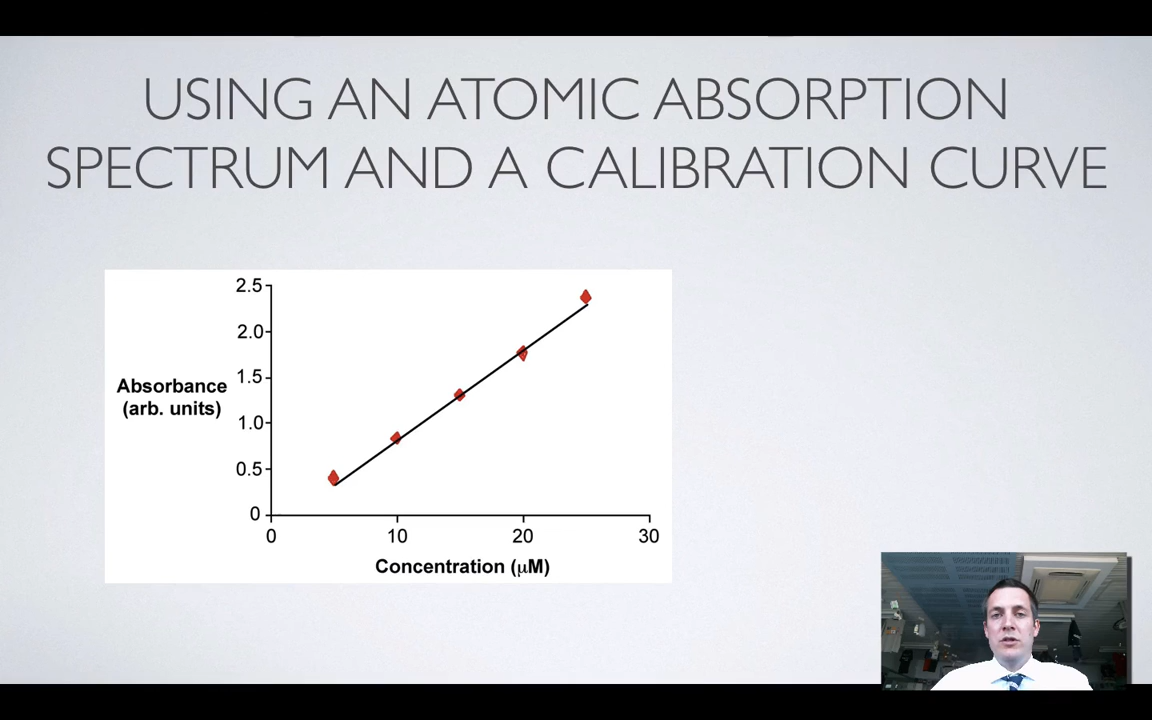 USING AN ATOMIC ABSORPTION
SPECTRUM AND A CALIBRATION CURVE
2.5
2.0
1.5
1.0
0.5
0
Absorbance
(arb. units)
0 10 20 30
Concentration (μM)